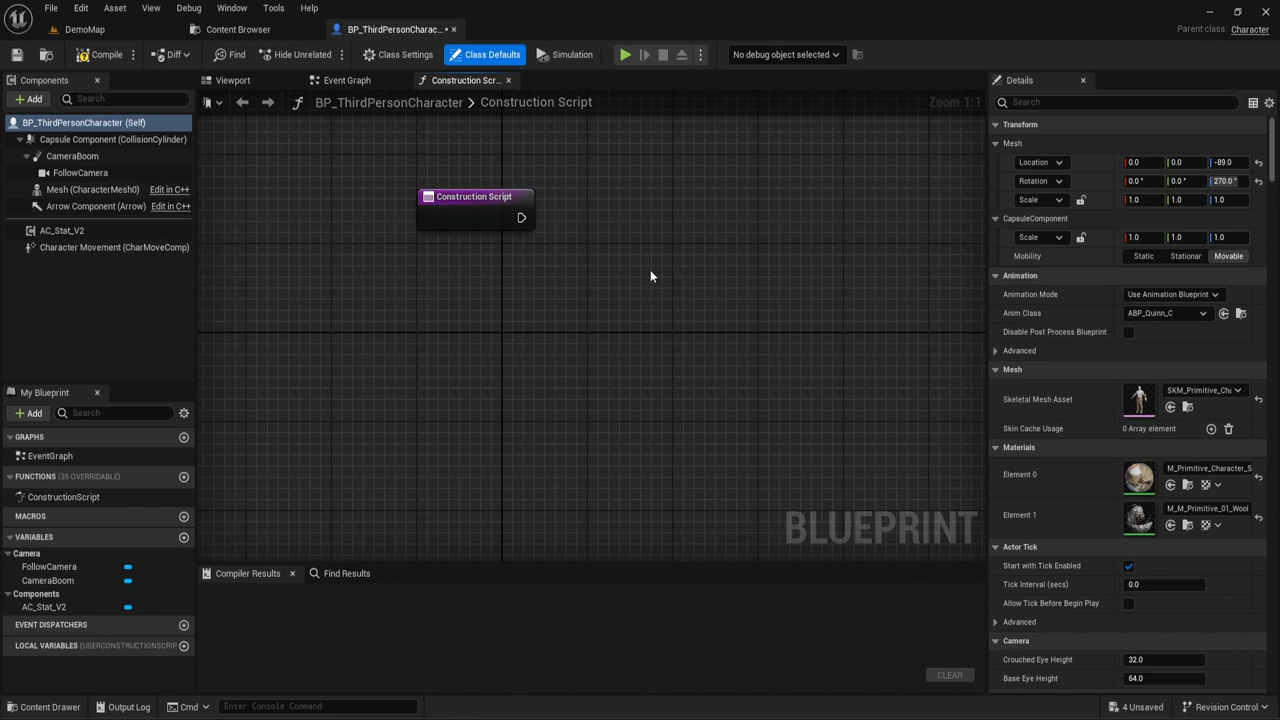 File Edit Asset View Debug Window Tools Help
DemoMap
Content Browser
BP_ThirdPersonCharac... •
Parent class: Character
Compile
Diff
Find
Hide Unrelated
Class Settings
Class Defaults
Simulation
No debug object selected
Components
Viewport
Event Graph
Construction Scr...
Details
Add
Search
BP_ThirdPersonCharacter > Construction Script
Zoom 1:1
Search
BP_ThirdPersonCharacter (Self)
Capsule Component (CollisionCylinder)
CameraBoom
FollowCamera
Mesh (CharacterMesh0) Edit in C++
Arrow Component (Arrow) Edit in C++
AC_Stat_V2
Character Movement (CharMoveComp)
Construction Script
Transform
Mesh
Location 0.0 0.0 -89.0
Rotation 0.0 ° 0.0 ° 270.0 °
Scale 1.0 1.0 1.0
CapsuleComponent
Scale 1.0 1.0 1.0
Mobility Static Stationar Movable
Animation
Animation Mode Use Animation Blueprint
Anim Class ABP_Quinn_C
Disable Post Process Blueprint
Advanced
Mesh
Skeletal Mesh Asset SKM_Primitive_Cha
Skin Cache Usage 0 Array element
Materials
Element 0 M_Primitive_Character_S
Element 1 M_M_Primitive_01_Wool
Actor Tick
Start with Tick Enabled
Tick Interval (secs) 0.0
Allow Tick Before Begin Play
Advanced
Camera
Crouched Eye Height 32.0
Base Eye Height 64.0
My Blueprint
Add
Search
GRAPHS
EventGraph
FUNCTIONS (35 OVERRIDABLE)
ConstructionScript
MACROS
VARIABLES
Camera
FollowCamera
CameraBoom
Components
AC_Stat_V2
EVENT DISPATCHERS
LOCAL VARIABLES (USERCONSTRUCTIONSCRIP
BLUEPRINT
Compiler Results
Find Results
CLEAR
Content Drawer
Output Log
Cmd
Enter Console Command
4 Unsaved
Revision Control